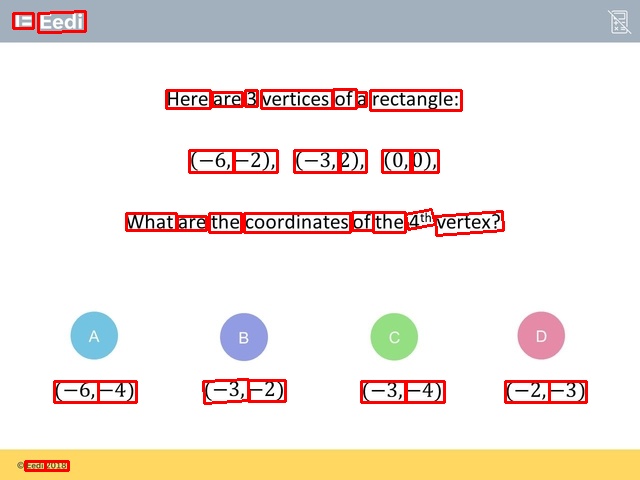 Eedi
Here are 3 vertices of a rectangle:
(−6, −2), (−3, 2), (0, 0),
What are the coordinates of the 4th vertex?
A B C D
(−6, −4) (−3, −2) (−3, −4) (−2, −3)
© Eedi 2018